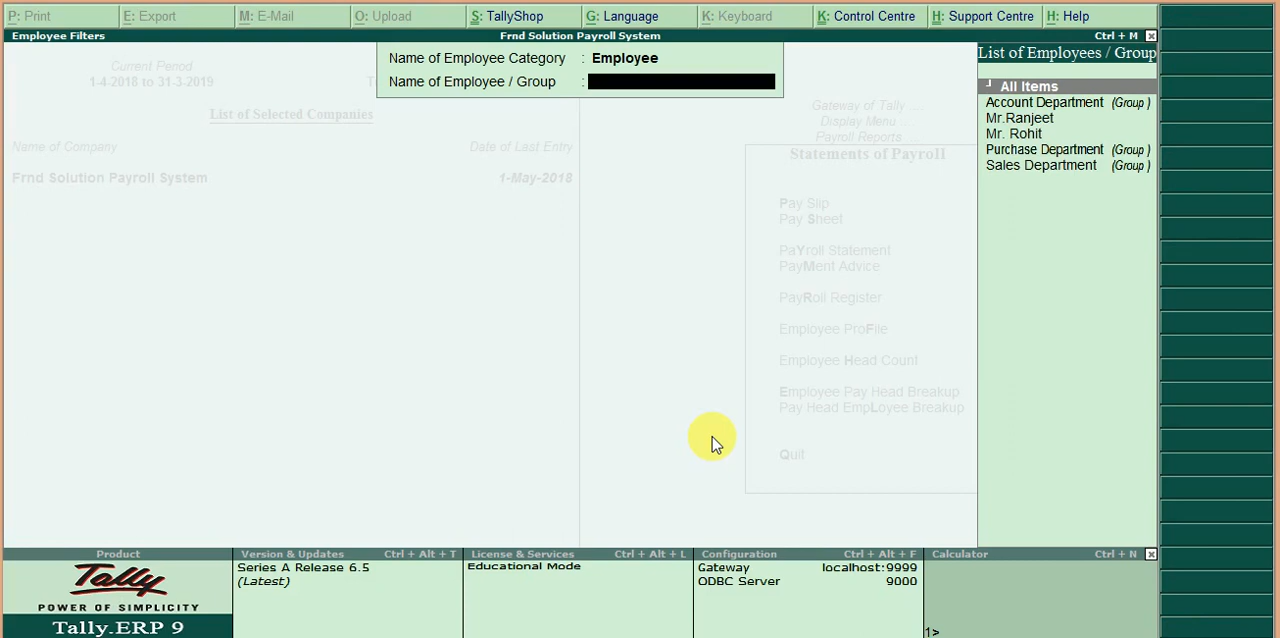 P: Print
E: Export
M: E-Mail
O: Upload
S: TallyShop
G: Language
K: Keyboard
K: Control Centre
H: Support Centre
H: Help
Employee Filters
Frnd Solution Payroll System
Ctrl + M
Name of Employee Category : Employee
Name of Employee / Group :
Current Period
1-4-2018 to 31-3-2019
List of Selected Companies
Name of Company
Date of Last Entry
Frnd Solution Payroll System
1-May-2018
Gateway of Tally ...
Display Menu ...
Payroll Reports ...
Statements of Payroll
Pay Slip
Pay Sheet
PaYroll Statement
PayMent Advice
PayRoll Register
Employee ProFile
Employee Head Count
Employee Pay Head Breakup
Pay Head EmpLoyee Breakup
Quit
List of Employees / Group
All Items
Account Department (Group )
Mr.Ranjeet
Mr. Rohit
Purchase Department (Group )
Sales Department (Group )
Product
Tally
POWER OF SIMPLICITY
Tally.ERP 9
Version & Updates Ctrl + Alt + T
Series A Release 6.5
(Latest)
License & Services Ctrl + Alt + L
Educational Mode
Configuration Ctrl + Alt + F
Gateway localhost:9999
ODBC Server 9000
Calculator Ctrl + N
1>